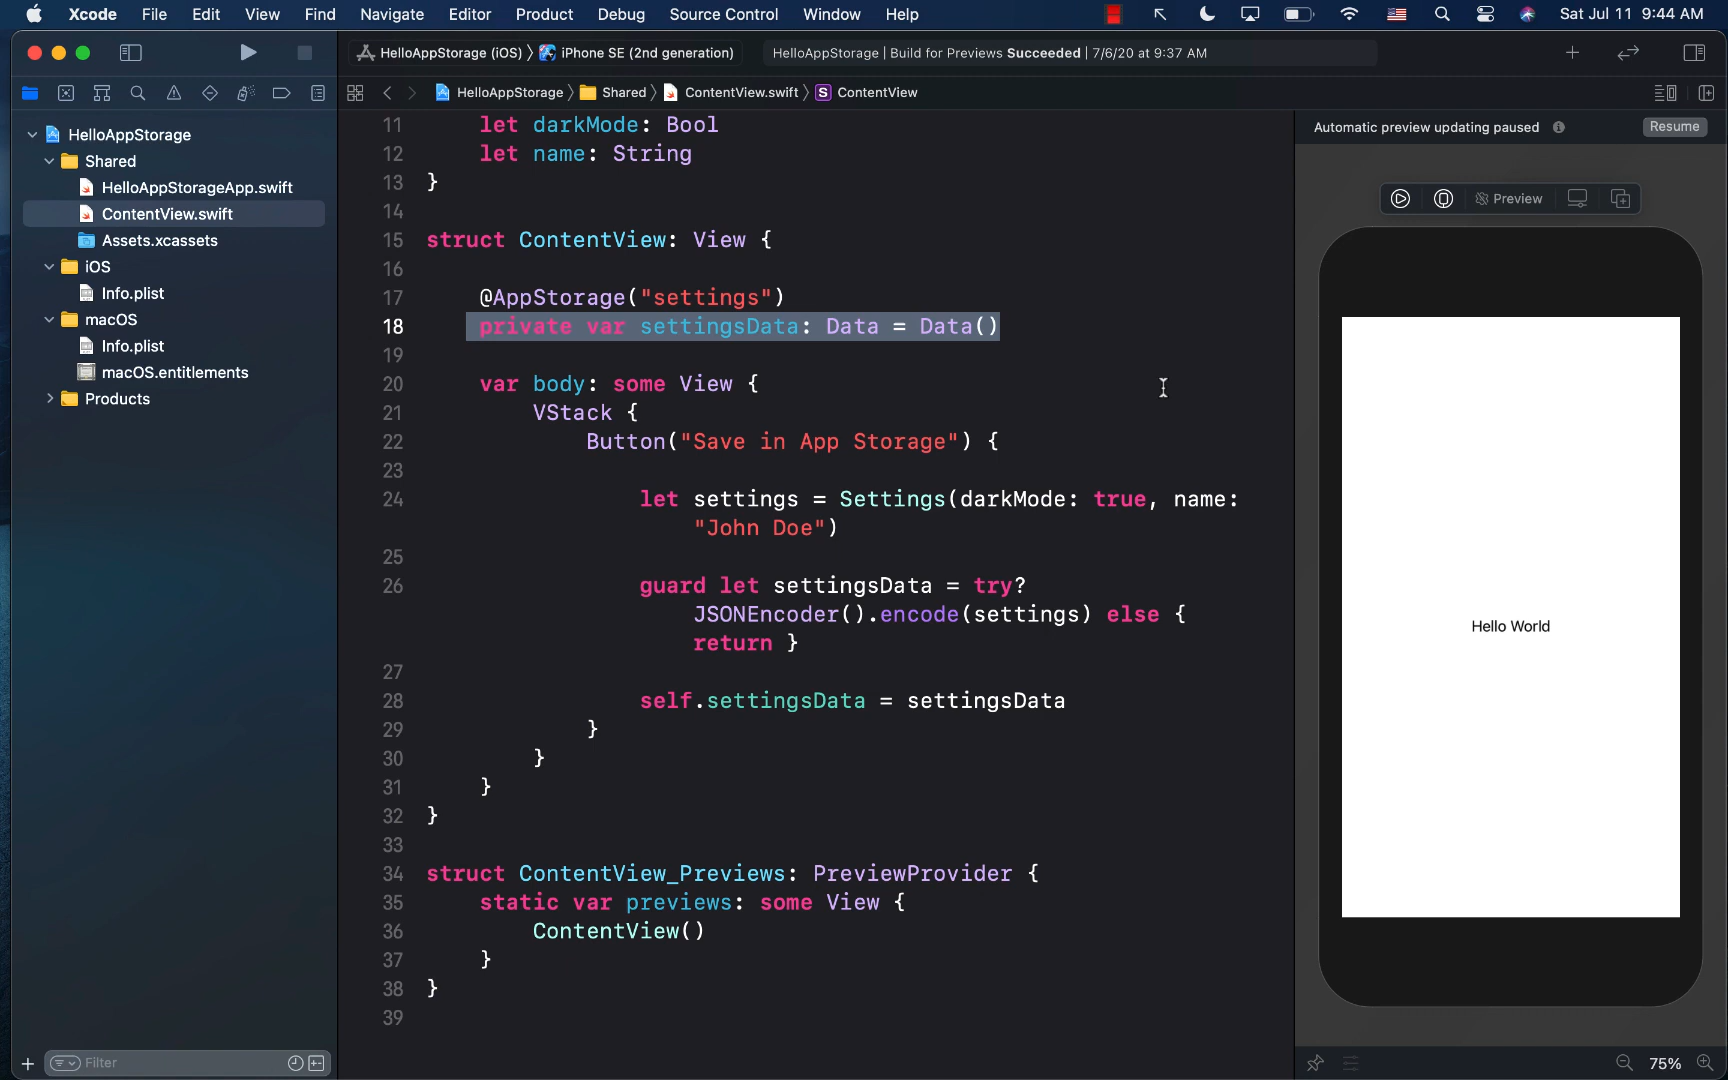 Xcode File Edit View Find Navigate Editor Product Debug Source Control Window Help Sat Jul 11 9:44 AM
HelloAppStorage (iOS) iPhone SE (2nd generation) HelloAppStorage | Build for Previews Succeeded | 7/6/20 at 9:37 AM
HelloAppStorage Shared ContentView.swift S ContentView
HelloAppStorage
Shared
HelloAppStorageApp.swift
ContentView.swift
Assets.xcassets
iOS
Info.plist
macOS
Info.plist
macOS.entitlements
Products
Filter
11 let darkMode: Bool
12 let name: String
13 }
14
15 struct ContentView: View {
16
17 @AppStorage("settings")
18 private var settingsData: Data = Data()
19
20 var body: some View {
21 VStack {
22 Button("Save in App Storage") {
23
24 let settings = Settings(darkMode: true, name:
"John Doe")
25
26 guard let settingsData = try?
JSONEncoder().encode(settings) else {
return }
27
28 self.settingsData = settingsData
29 }
30 }
31 }
32 }
33
34 struct ContentView_Previews: PreviewProvider {
35 static var previews: some View {
36 ContentView()
37 }
38 }
39
Automatic preview updating paused Resume
Preview
Hello World
75%